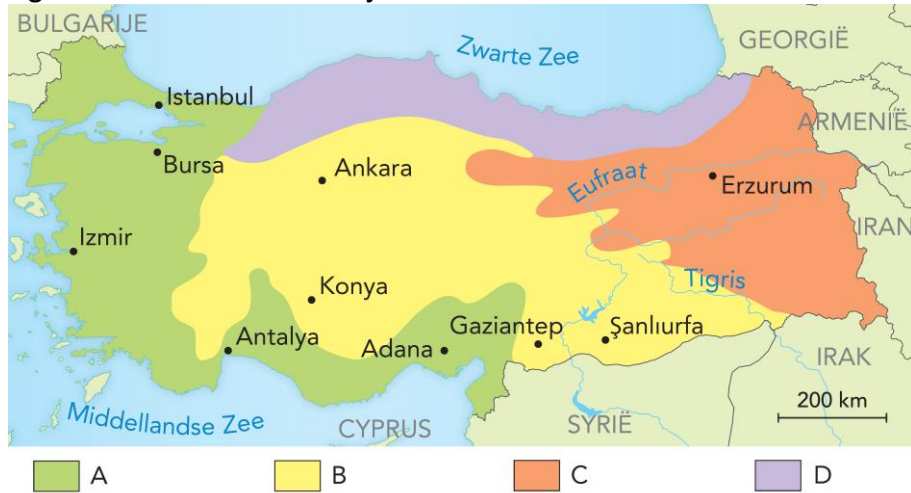 BULGARIJE
Zwarte Zee
GEORGIË
Istanbul
ARMENIË
Bursa
Ankara
Eufraat
Erzurum
Izmir
IRAN
Konya
Tigris
Antalya
Adana
Gaziantep
Şanlıurfa
IRAK
Middellandse Zee
CYPRUS
SYRIË
200 km
A
B
C
D